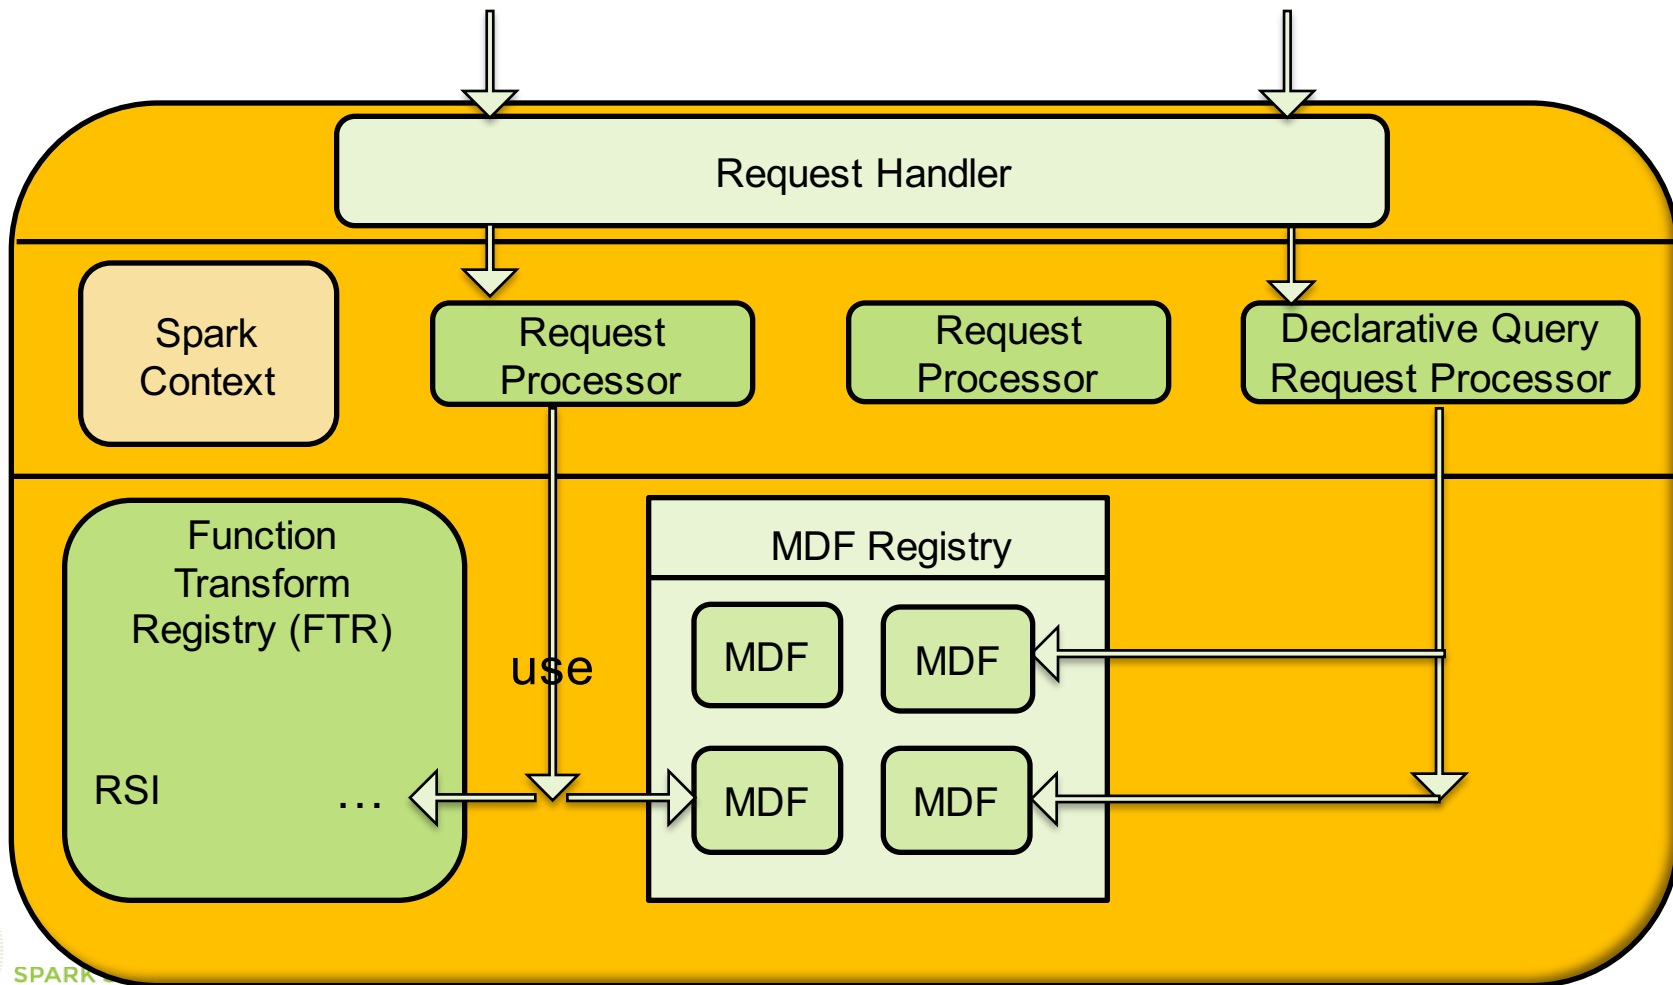 Request Handler
Spark
Context
Request
Processor
Request
Processor
Declarative Query
Request Processor
Function
Transform
Registry (FTR)
RSI
...
use
MDF Registry
MDF
MDF
MDF
MDF
SPARK